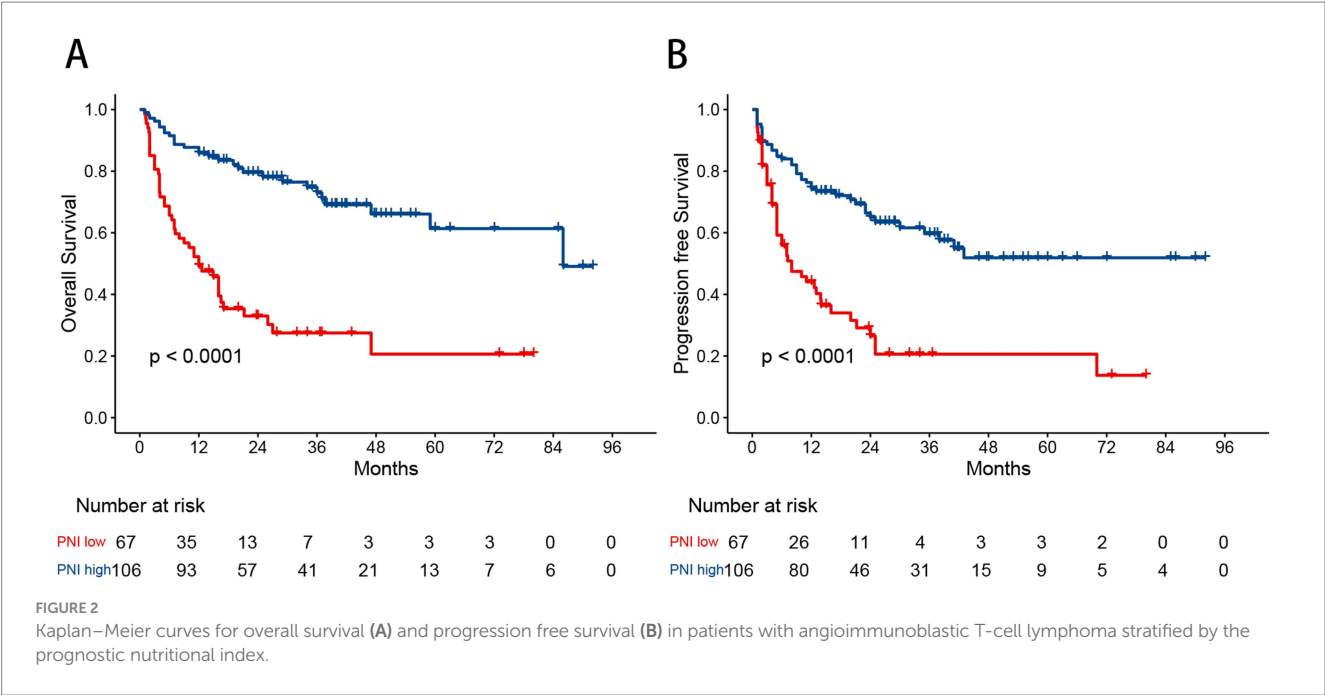 A
Overall Survival
1.0
0.8
0.6
0.4
0.2
0.0
p < 0.0001
0 12 24 36 48 60 72 84 96
Months
Number at risk
PNI low 67 35 13 7 3 3 3 0 0
PNI high 106 93 57 41 21 13 7 6 0
B
Progression free Survival
1.0
0.8
0.6
0.4
0.2
0.0
p < 0.0001
0 12 24 36 48 60 72 84 96
Months
Number at risk
PNI low 67 26 11 4 3 3 2 0 0
PNI high 106 80 46 31 15 9 5 4 0
FIGURE 2
Kaplan–Meier curves for overall survival (A) and progression free survival (B) in patients with angioimmunoblastic T-cell lymphoma stratified by the
prognostic nutritional index.